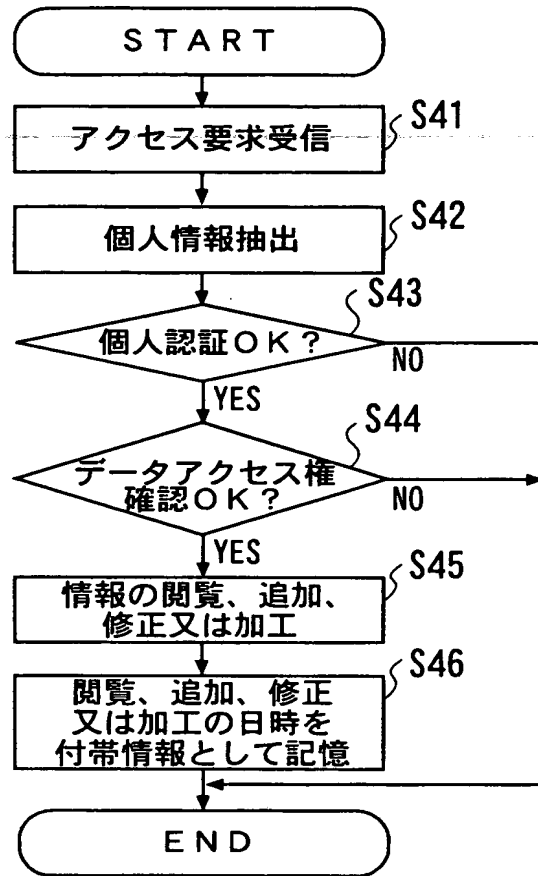 START
アクセス要求受信
S41
個人情報抽出
S42
個人認証OK?
S43
NO
YES
データアクセス権
確認OK?
S44
NO
YES
情報の閲覧、追加、
修正又は加工
S45
閲覧、追加、修正
又は加工の日時を
付帯情報として記憶
S46
END